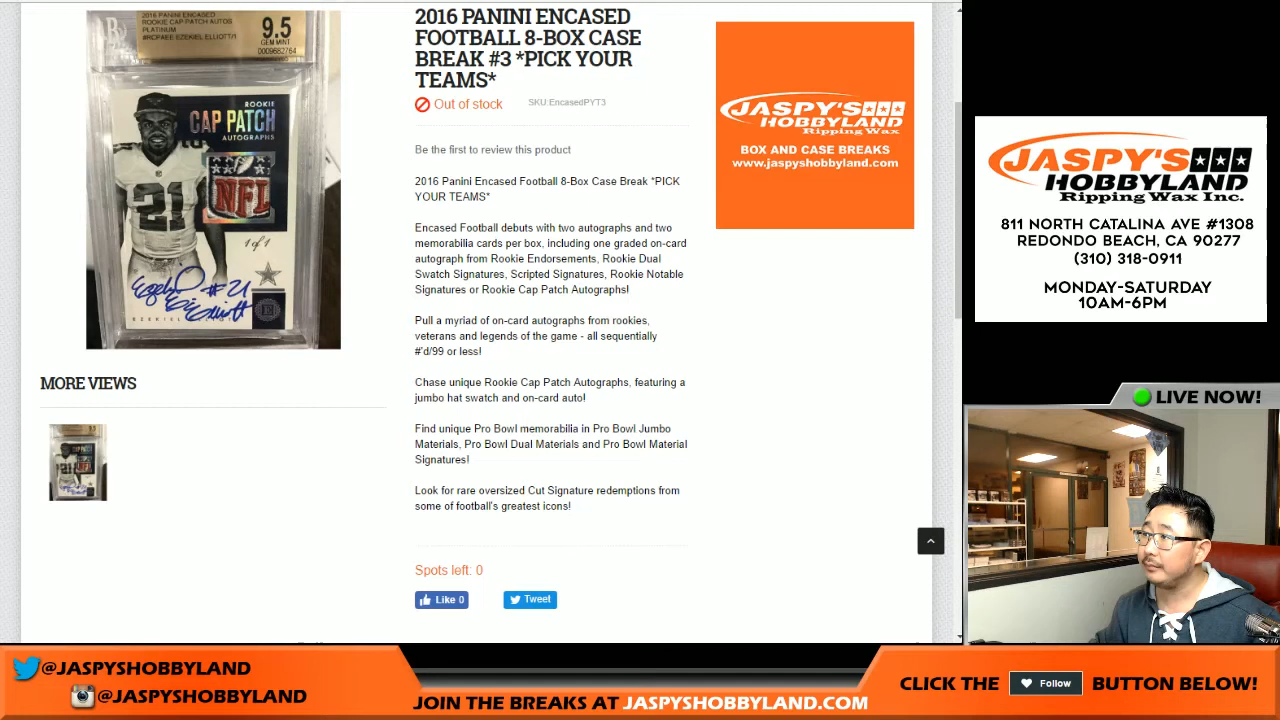 2016 PANINI ENCASED
ROOKIE CAP PATCH AUTOS
PLATINUM
#RCPAEE EZEKIEL ELLIOTT/1
9.5
GEM MINT
0009682764
ROOKIE
CAP PATCH
AUTOGRAPHS
21
NFL
1 of 1
#21
MORE VIEWS
2016 PANINI ENCASED
FOOTBALL 8-BOX CASE
BREAK #3 *PICK YOUR
TEAMS*
Out of stock
SKU:EncasedPYT3
Be the first to review this product
2016 Panini Encased Football 8-Box Case Break *PICK
YOUR TEAMS*
Encased Football debuts with two autographs and two
memorabilia cards per box, including one graded on-card
autograph from Rookie Endorsements, Rookie Dual
Swatch Signatures, Scripted Signatures, Rookie Notable
Signatures or Rookie Cap Patch Autographs!
Pull a myriad of on-card autographs from rookies,
veterans and legends of the game - all sequentially
#'d/99 or less!
Chase unique Rookie Cap Patch Autographs, featuring a
jumbo hat swatch and on-card auto!
Find unique Pro Bowl memorabilia in Pro Bowl Jumbo
Materials, Pro Bowl Dual Materials and Pro Bowl Material
Signatures!
Look for rare oversized Cut Signature redemptions from
some of football's greatest icons!
Spots left: 0
Like 0
Tweet
JASPY'S
HOBBYLAND
Ripping Wax
BOX AND CASE BREAKS
www.jaspyshobbyland.com
JASPY'S
HOBBYLAND
Ripping Wax Inc.
811 NORTH CATALINA AVE #1308
REDONDO BEACH, CA 90277
(310) 318-0911
MONDAY-SATURDAY
10AM-6PM
LIVE NOW!
@JASPYSHOBBYLAND
@JASPYSHOBBYLAND
JOIN THE BREAKS AT JASPYSHOBBYLAND.COM
CLICK THE Follow BUTTON BELOW!